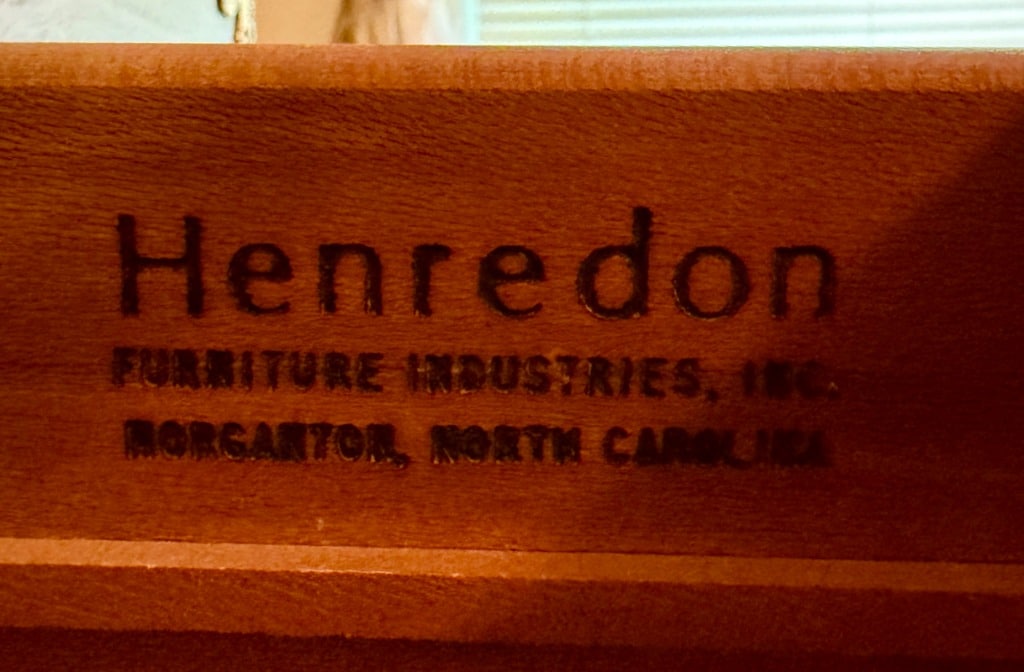 Henredon
FURNITURE INDUSTRIES, INC.
MORGANTON, NORTH CAROLINA